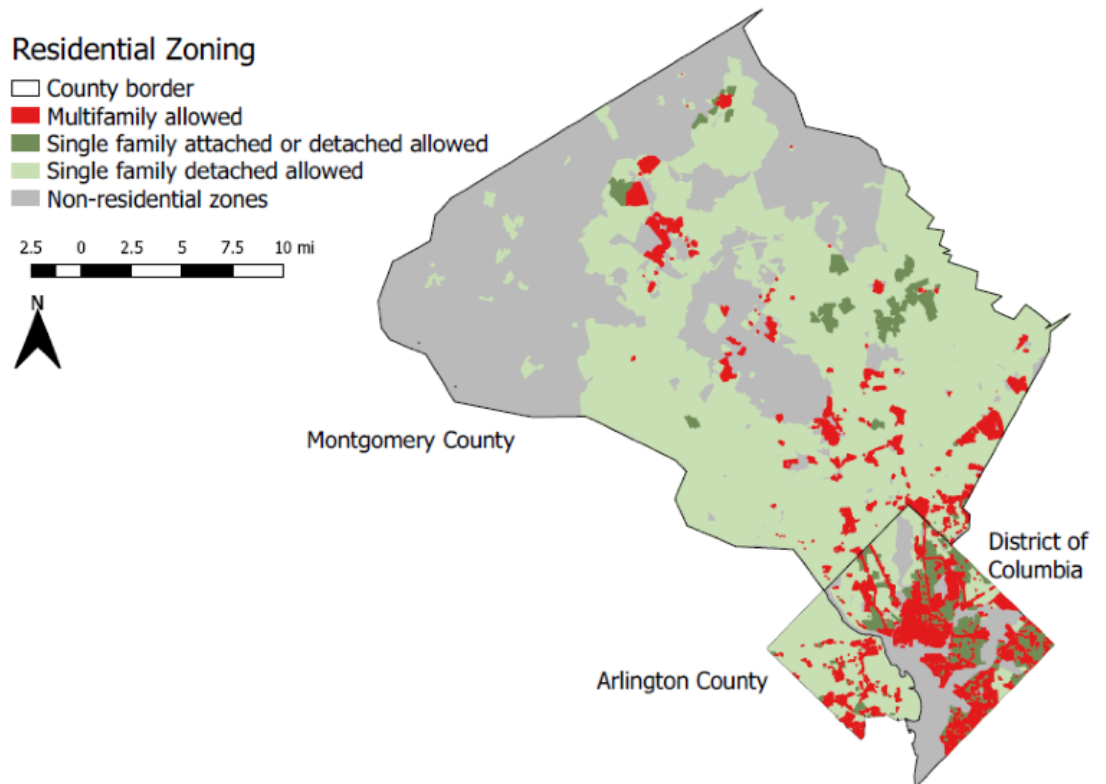 Residential Zoning
County border
Multifamily allowed
Single family attached or detached allowed
Single family detached allowed
Non-residential zones
2.5 0 2.5 5 7.5 10 mi
N
Montgomery County
District of
Columbia
Arlington County